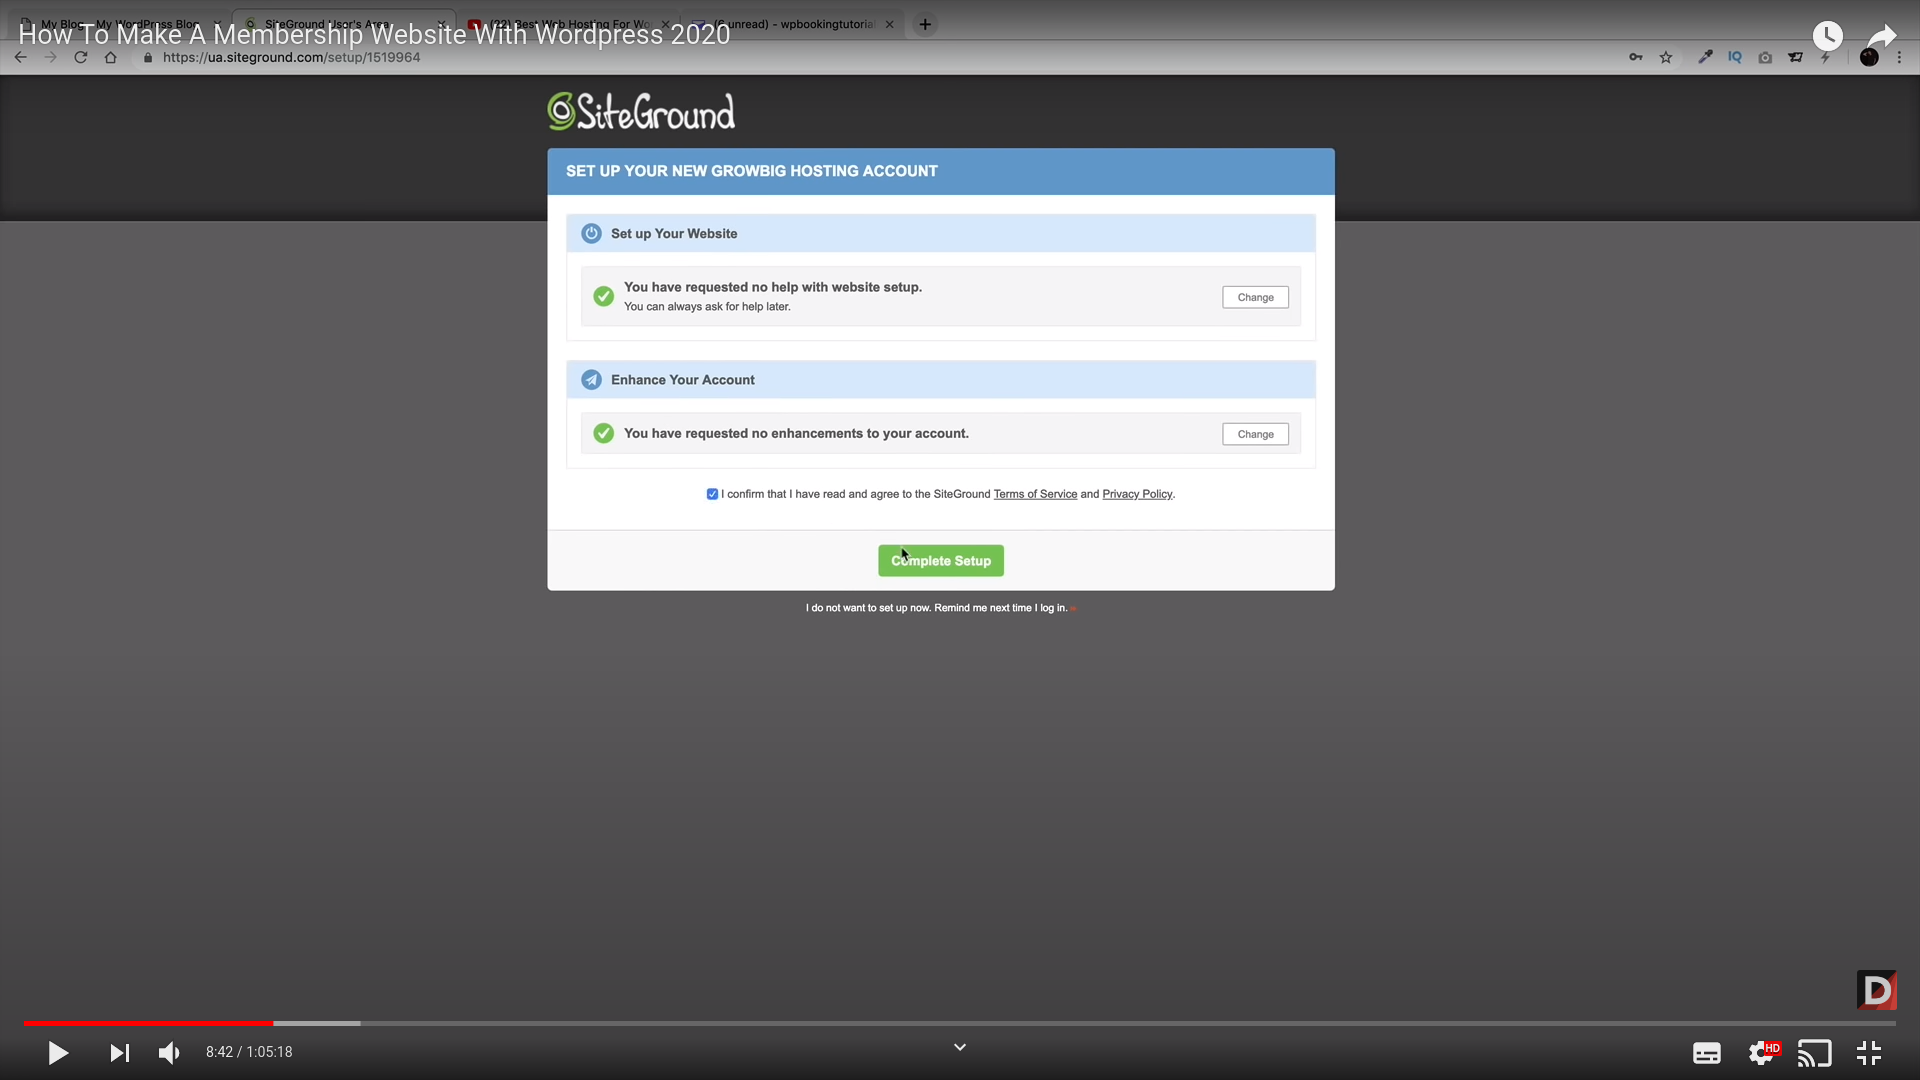 My Blog – My WordPress Blog
SiteGround User's Area
(22) Best Web Hosting For Wo
(6 unread) - wpbookingtutorial
How To Make A Membership Website With Wordpress 2020
https://ua.siteground.com/setup/1519964
IQ
SiteGround
SET UP YOUR NEW GROWBIG HOSTING ACCOUNT
Set up Your Website
You have requested no help with website setup.
You can always ask for help later.
Change
Enhance Your Account
You have requested no enhancements to your account.
Change
I confirm that I have read and agree to the SiteGround Terms of Service and Privacy Policy.
Complete Setup
I do not want to set up now. Remind me next time I log in.
D
8:42 / 1:05:18
HD